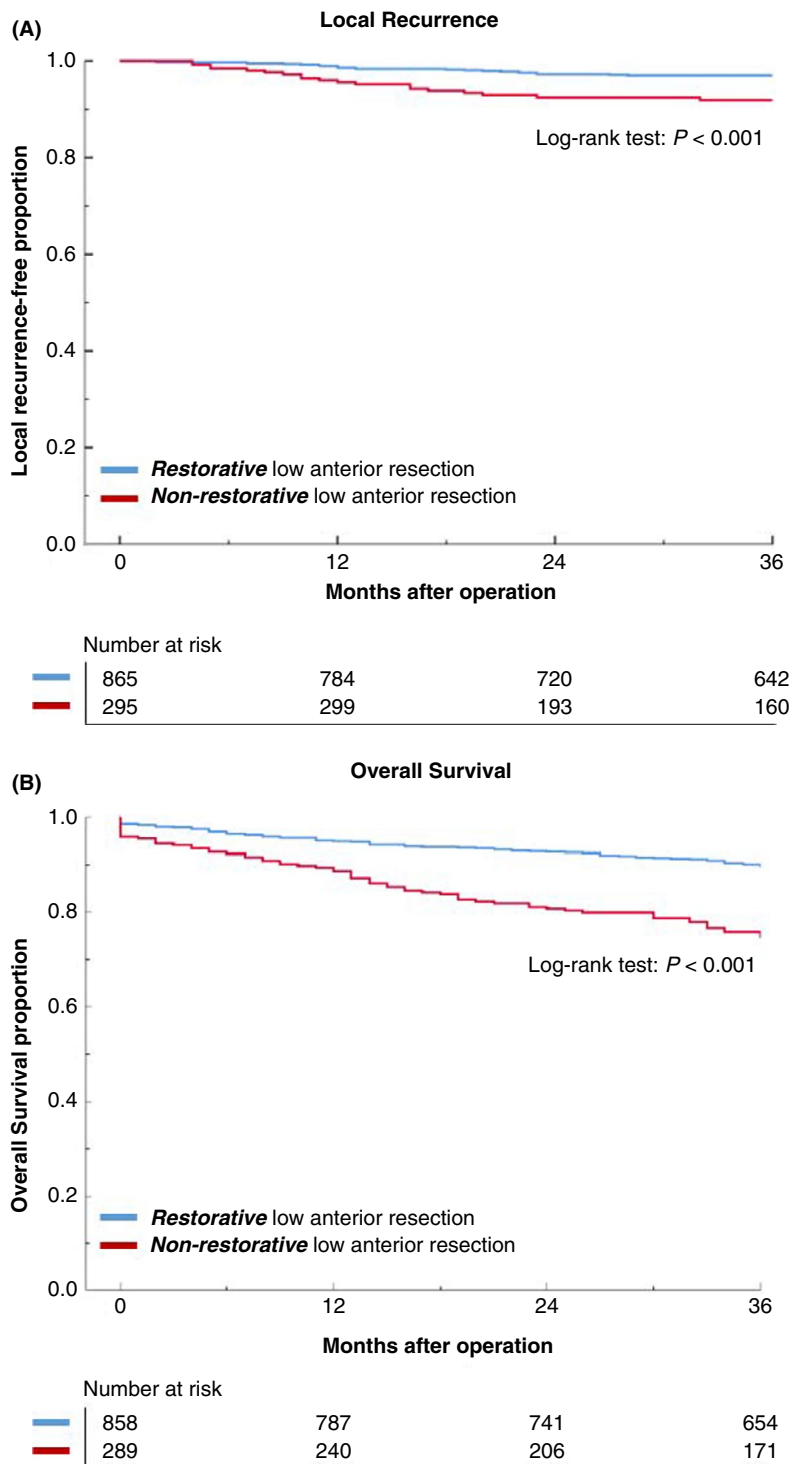 (A)
Local Recurrence
1.0
0.8
0.6
0.4
0.2
0.0
Local recurrence-free proportion
Log-rank test: P < 0.001
Restorative low anterior resection
Non-restorative low anterior resection
0 12 24 36
Months after operation
Number at risk
865 784 720 642
295 299 193 160
(B)
Overall Survival
1.0
0.8
0.6
0.4
0.2
0.0
Overall Survival proportion
Log-rank test: P < 0.001
Restorative low anterior resection
Non-restorative low anterior resection
0 12 24 36
Months after operation
Number at risk
858 787 741 654
289 240 206 171